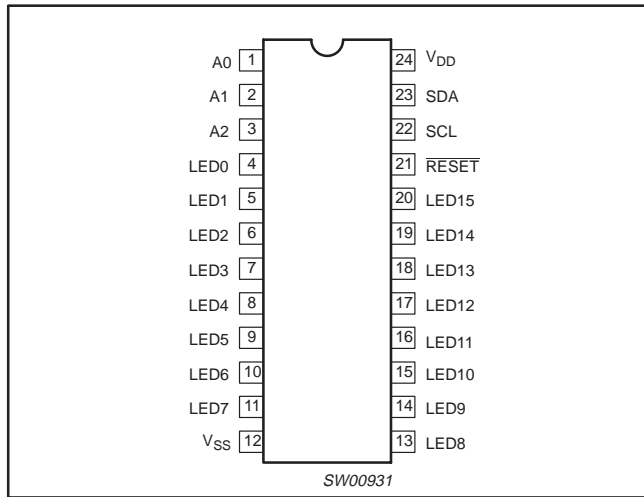 A0 1 24 VDD
A1 2 23 SDA
A2 3 22 SCL
LED0 4 21 RESET
LED1 5 20 LED15
LED2 6 19 LED14
LED3 7 18 LED13
LED4 8 17 LED12
LED5 9 16 LED11
LED6 10 15 LED10
LED7 11 14 LED9
VSS 12 13 LED8
SW00931